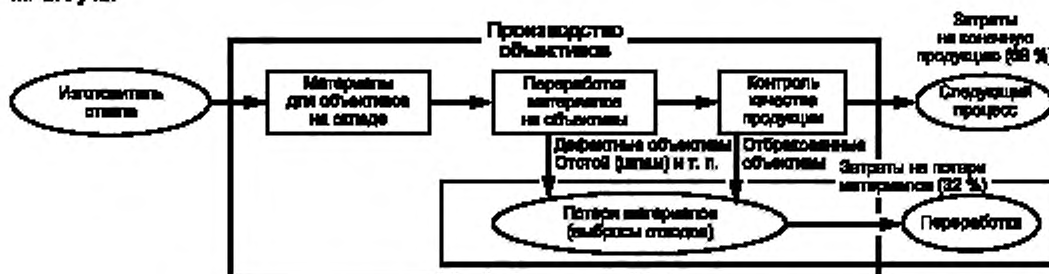 Производство
объективов
Затраты
на конечную
продукцию (68 %)
Изготовитель
стекла
Материалы
для объективов
на складе
Переработка
материалов
на объективы
Контроль
качества
продукции
Следующий
процесс
Дефектные объективы
Отстой (шлам) и т. п.
Отбракованные
объективы
Затраты на потери
материалов (32 %)
Потери материалов
(выбросы отходов)
Переработка